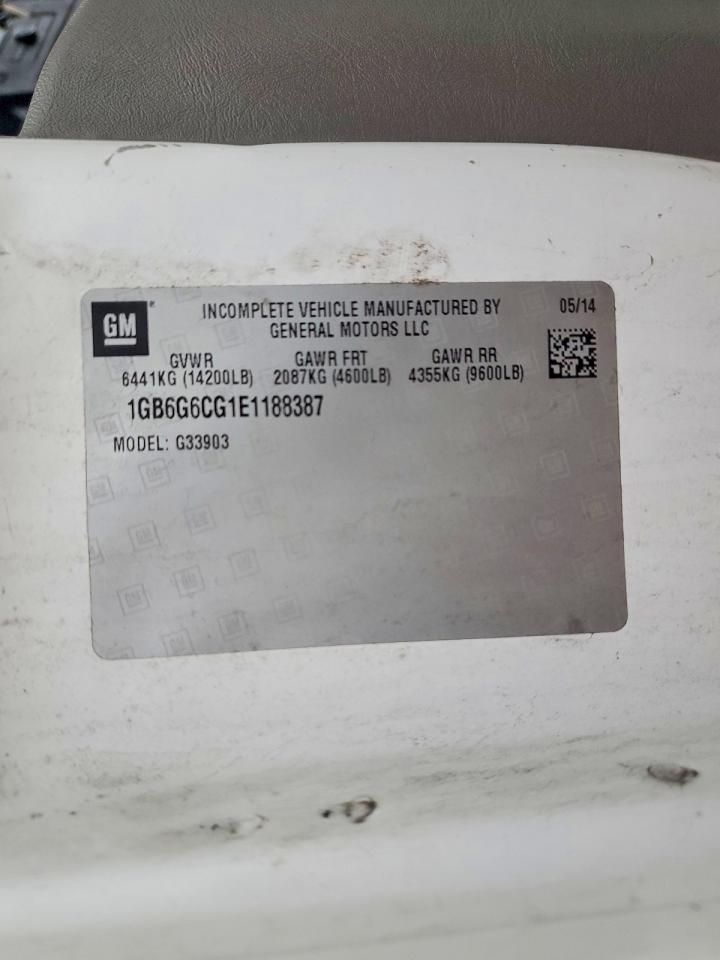 GM
INCOMPLETE VEHICLE MANUFACTURED BY
GENERAL MOTORS LLC
05/14
GVWR GAWR FRT GAWR RR
6441KG (14200LB) 2087KG (4600LB) 4355KG (9600LB)
1GB6G6CG1E1188387
MODEL: G33903